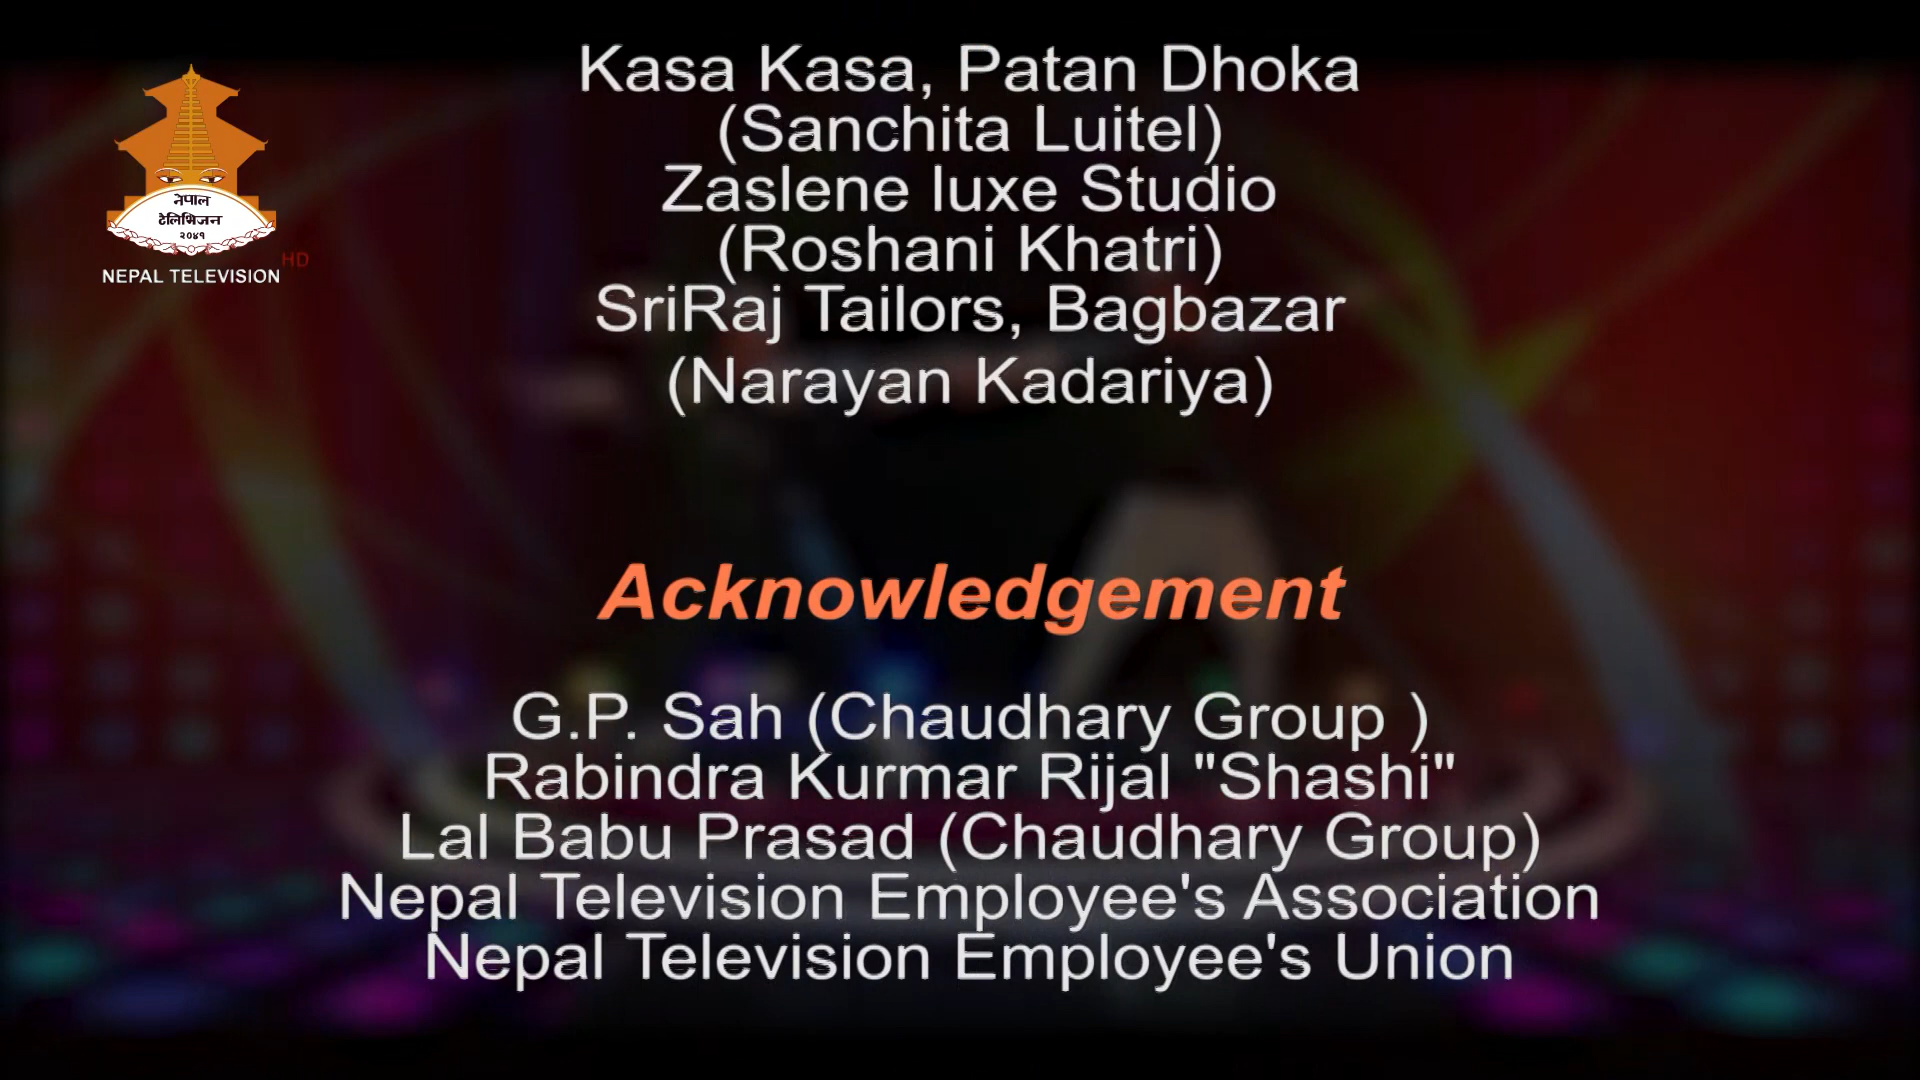 Kasa Kasa, Patan Dhoka
(Sanchita Luitel)
Zaslene luxe Studio
(Roshani Khatri)
SriRaj Tailors, Bagbazar
(Narayan Kadariya)
नेपाल
टेलिभिजन
२०४१
NEPAL TELEVISION
HD
Acknowledgement
G.P. Sah (Chaudhary Group )
Rabindra Kurmar Rijal "Shashi"
Lal Babu Prasad (Chaudhary Group)
Nepal Television Employee's Association
Nepal Television Employee's Union